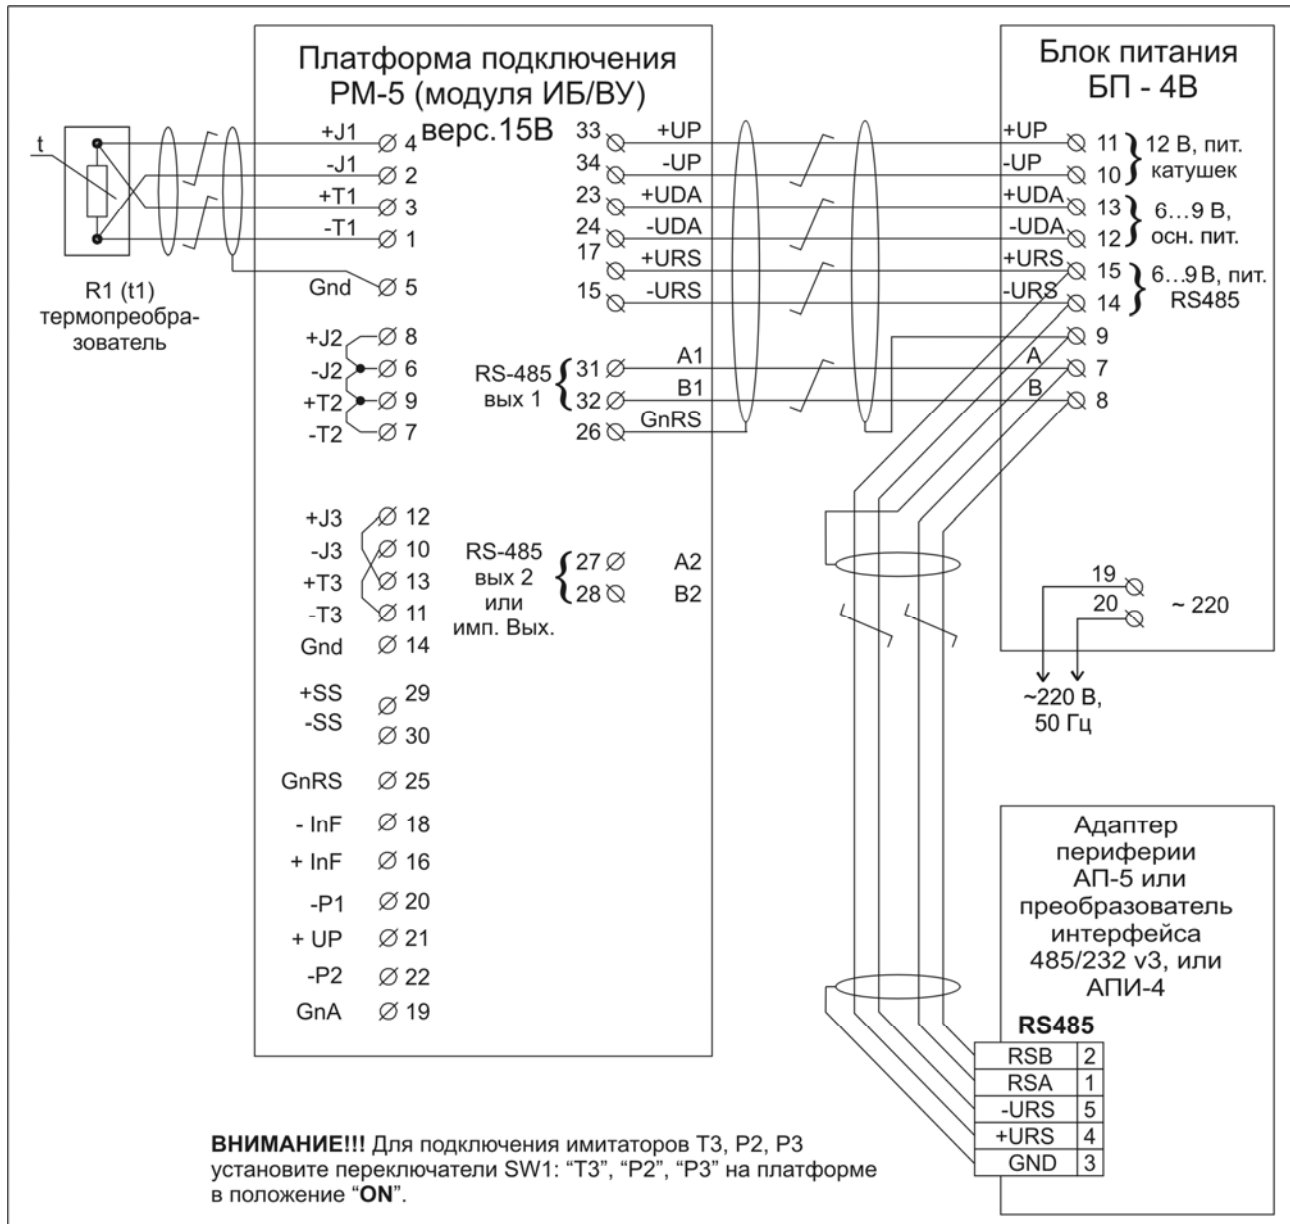 Платформа подключения
РМ-5 (модуля ИБ/ВУ)
верс.15В
Блок питания
БП - 4В
t
R1 (t1)
термопреобра-
зователь
+J1 4
-J1 2
+T1 3
-T1 1
Gnd 5
+J2 8
-J2 6
+T2 9
-T2 7
+J3 12
-J3 10
+T3 13
-T3 11
Gnd 14
+SS 29
-SS 30
GnRS 25
- InF 18
+ InF 16
-P1 20
+ UP 21
-P2 22
GnA 19
33 +UP
34 -UP
23 +UDA
24 -UDA
17 +URS
15 -URS
RS-485
вых 1
31 A1
32 B1
26 GnRS
RS-485
вых 2
или
имп. Вых.
27 A2
28 B2
+UP 11
-UP 10
12 В, пит.
катушек
+UDA 13
-UDA 12
6...9 В,
осн. пит.
+URS 15
-URS 14
6...9 В, пит.
RS485
9
A 7
B 8
19
20
~ 220
~220 В,
50 Гц
Адаптер
периферии
АП-5 или
преобразователь
интерфейса
485/232 v3, или
АПИ-4
RS485
RSB 2
RSA 1
-URS 5
+URS 4
GND 3
ВНИМАНИЕ!!! Для подключения имитаторов Т3, Р2, Р3
установите переключатели SW1: “Т3”, “Р2”, “Р3” на платформе
в положение “ON”.